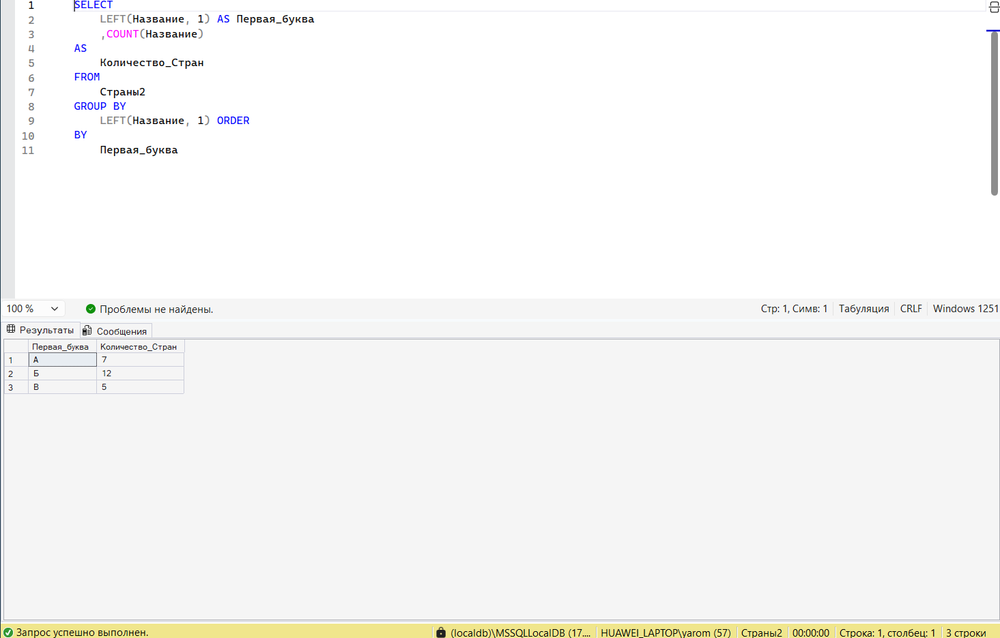 1 SELECT
2 LEFT(Название, 1) AS Первая_буква
3 ,COUNT(Название)
4 AS
5 Количество_Стран
6 FROM
7 Страны2
8 GROUP BY
9 LEFT(Название, 1) ORDER
10 BY
11 Первая_буква
100 % Проблемы не найдены. Стр: 1, Симв: 1 Табуляция CRLF Windows 1251
Результаты Сообщения
Первая_буква Количество_Стран
1 А 7
2 Б 12
3 В 5
Запрос успешно выполнен. (localdb)\MSSQLLocalDB (17.... HUAWEI_LAPTOP\yarom (57) Страны2 00:00:00 Строка: 1, столбец: 1 3 строки